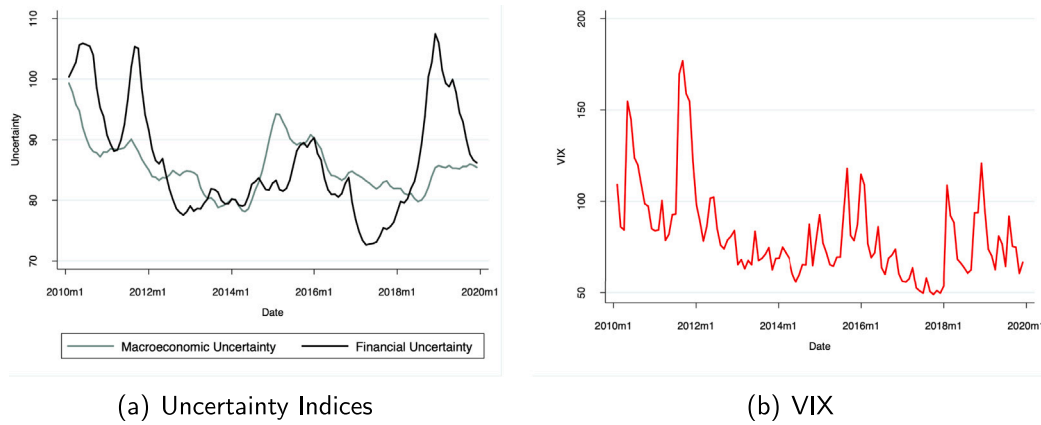 110
100
90
80
70
Uncertainty
2010m1 2012m1 2014m1 2016m1 2018m1 2020m1
Date
Macroeconomic Uncertainty Financial Uncertainty
(a) Uncertainty Indices
200
150
100
50
VIX
2010m1 2012m1 2014m1 2016m1 2018m1 2020m1
Date
(b) VIX